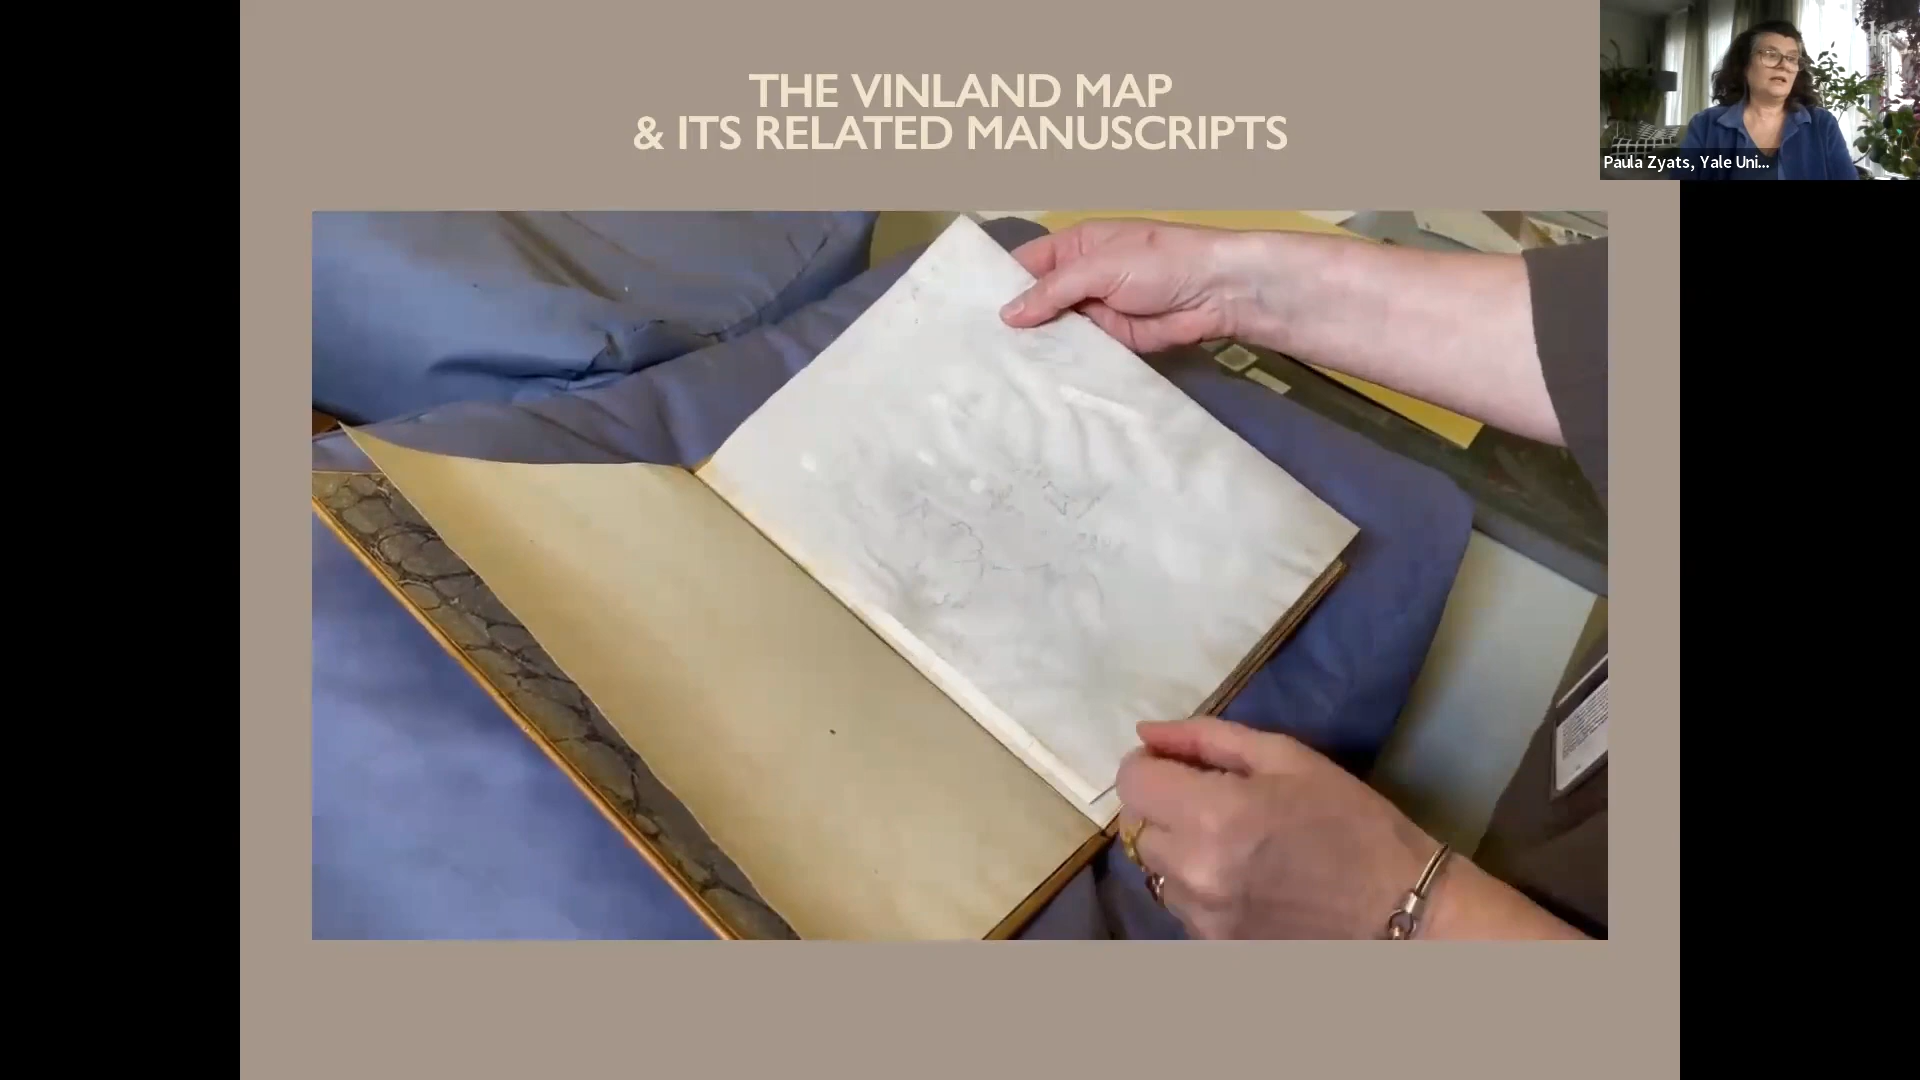 THE VINLAND MAP
& ITS RELATED MANUSCRIPTS
Paula Zyats, Yale Uni...